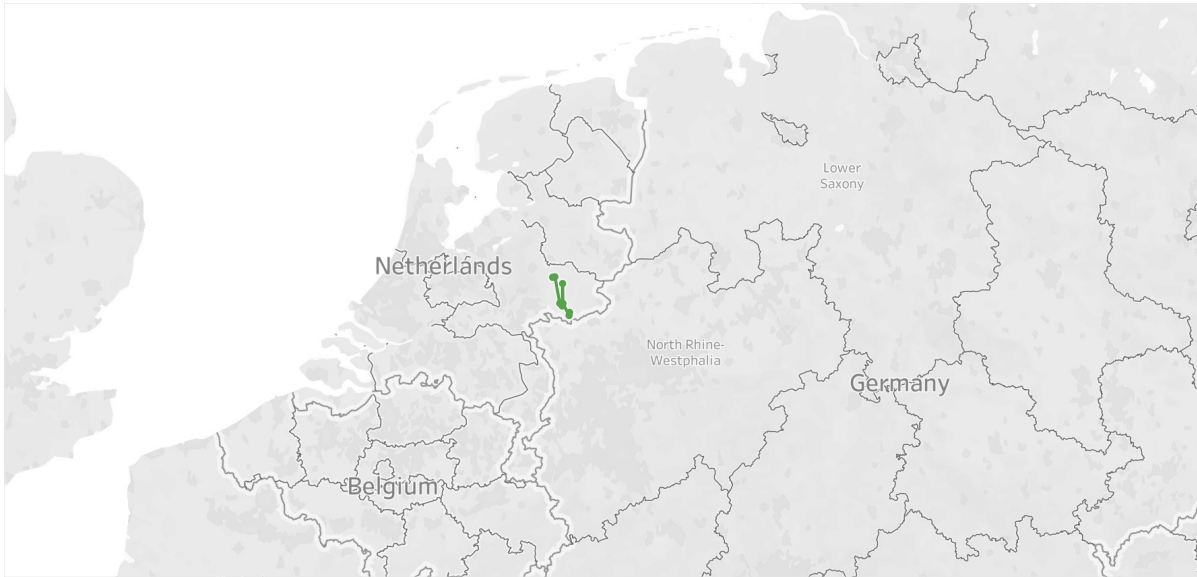 Lower
Saxony
Netherlands
North Rhine-
Westphalia
Germany
Belgium